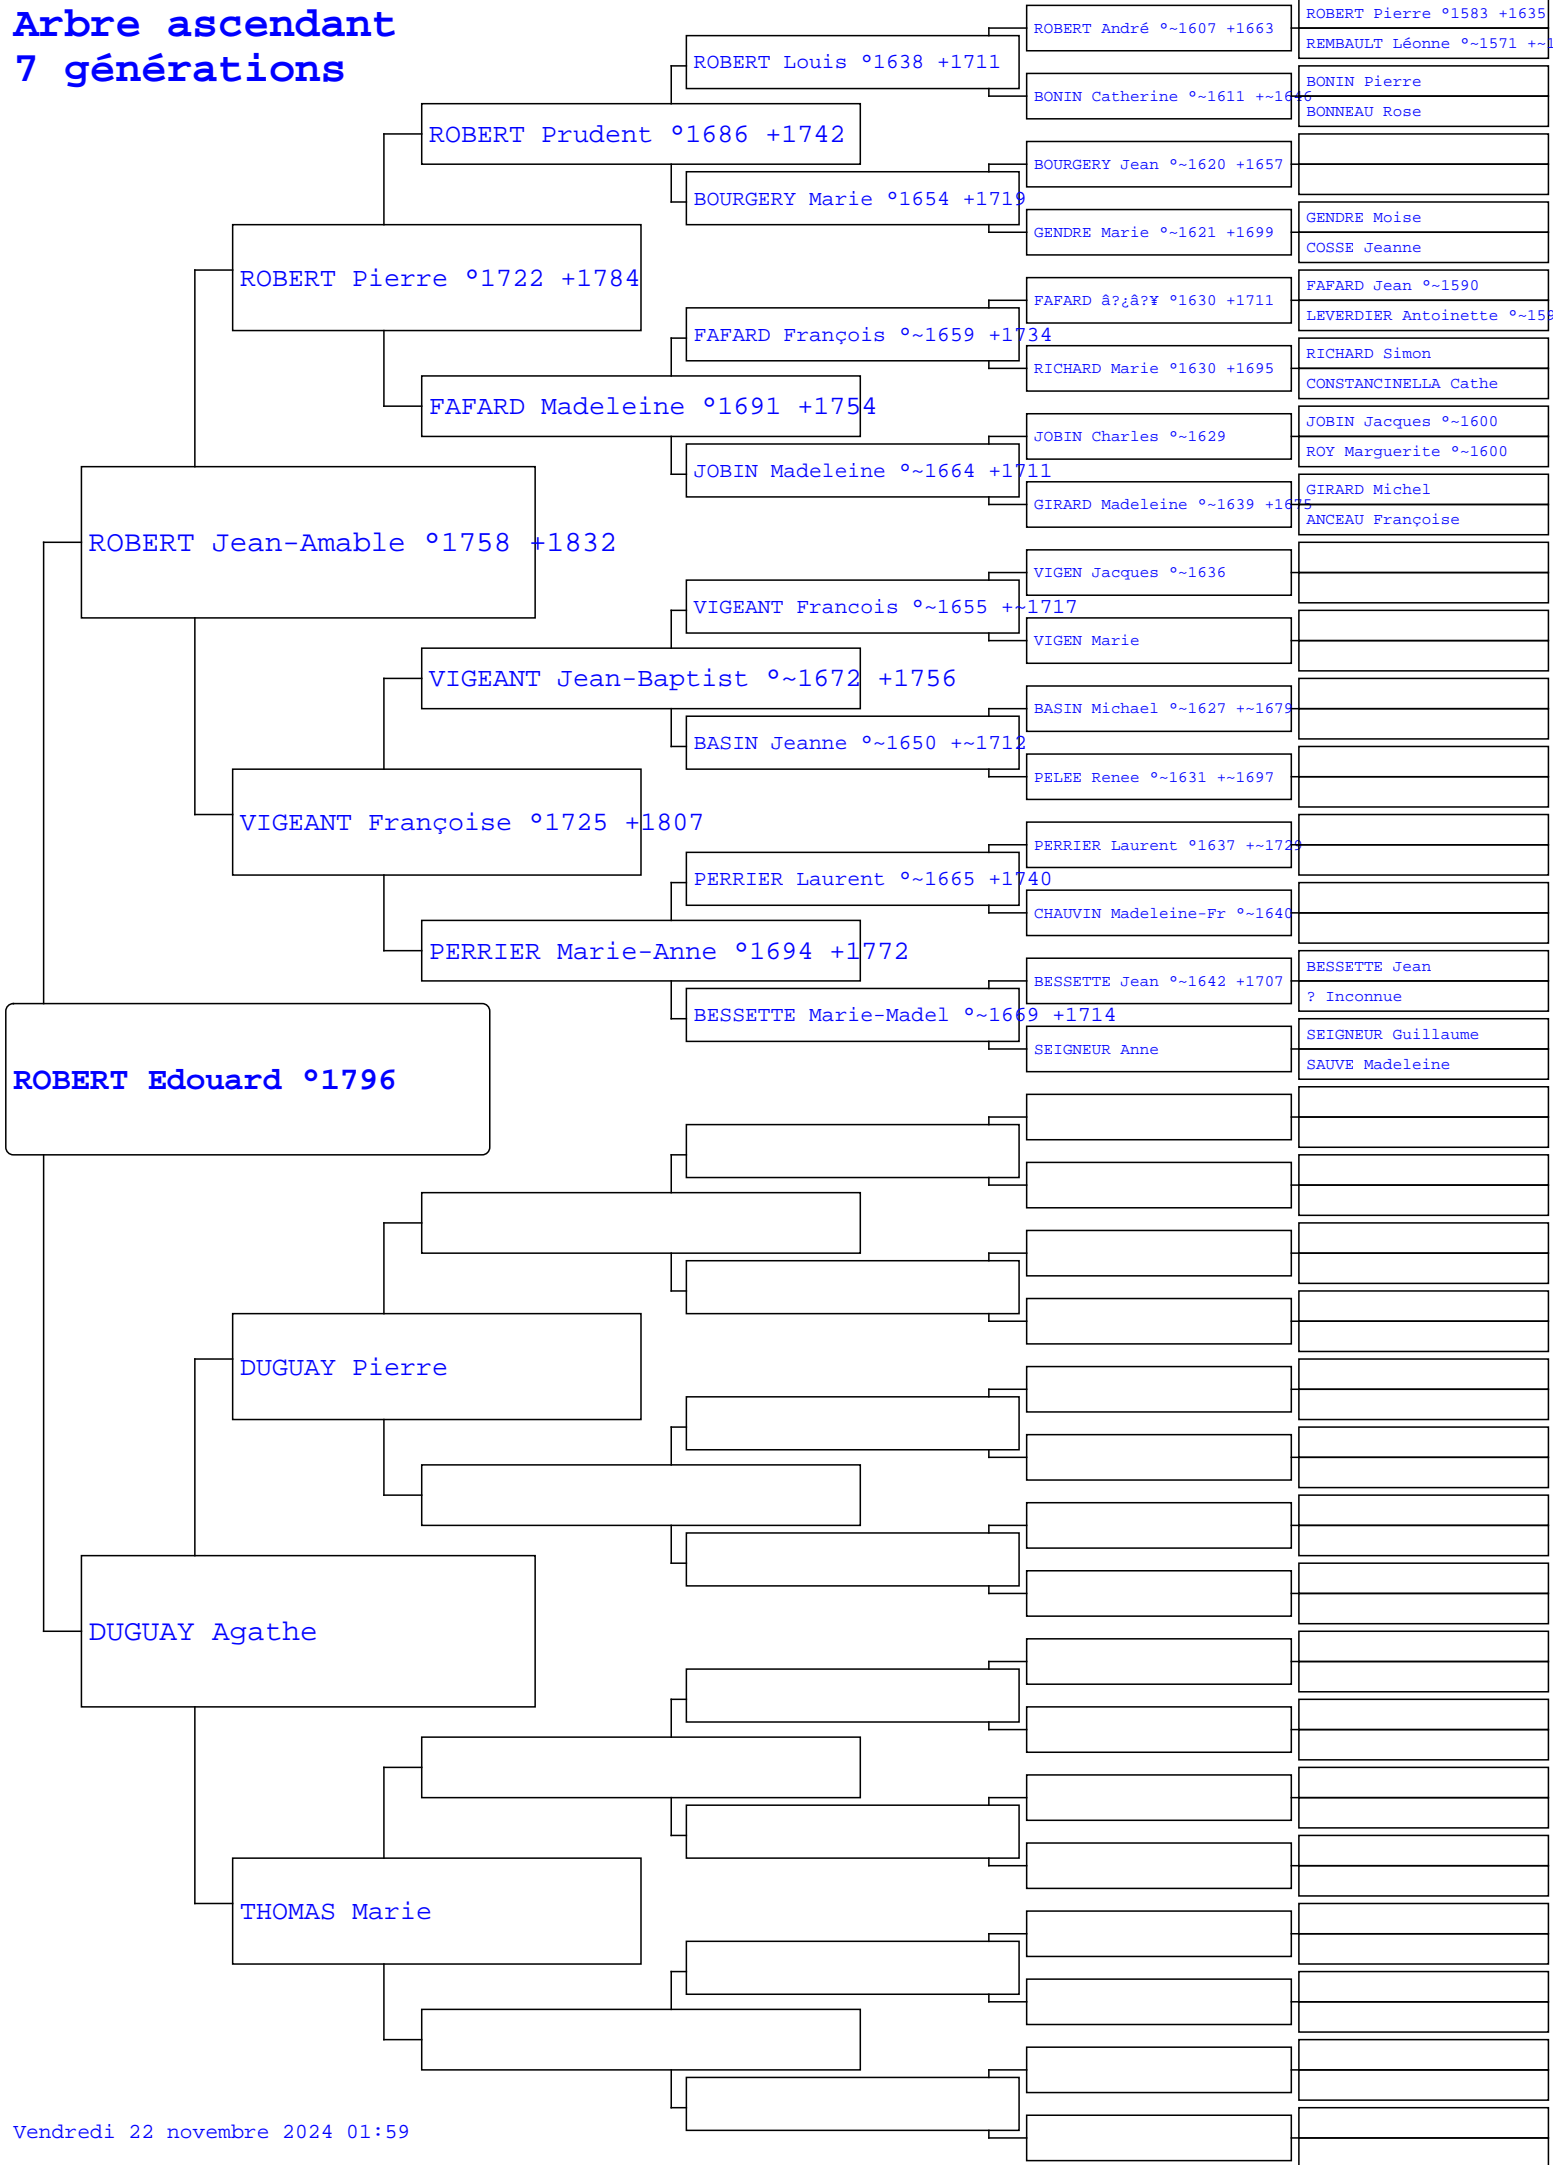 Arbre ascendant
7 générations
ROBERT Edouard °1796
ROBERT Jean-Amable °1758 +1832
DUGUAY Agathe
ROBERT Pierre °1722 +1784
VIGEANT Françoise °1725 +1807
DUGUAY Pierre
THOMAS Marie
ROBERT Prudent °1686 +1742
FAFARD Madeleine °1691 +1754
VIGEANT Jean-Baptist °~1672 +1756
PERRIER Marie-Anne °1694 +1772
ROBERT Louis °1638 +1711
BOURGERY Marie °1654 +1719
FAFARD François °~1659 +1734
JOBIN Madeleine °~1664 +1711
VIGEANT Francois °~1655 +~1717
BASIN Jeanne °~1650 +~1712
PERRIER Laurent °~1665 +1740
BESSETTE Marie-Madel °~1669 +1714
ROBERT André °~1607 +1663
BONIN Catherine °~1611 +~1646
BOURGERY Jean °~1620 +1657
GENDRE Marie °~1621 +1699
FAFARD â?¿â?¥ °1630 +1711
RICHARD Marie °1630 +1695
JOBIN Charles °~1629
GIRARD Madeleine °~1639 +1675
VIGEN Jacques °~1636
VIGEN Marie
BASIN Michael °~1627 +~1679
PELEE Renee °~1631 +~1697
PERRIER Laurent °1637 +~1729
CHAUVIN Madeleine-Fr °~1640
BESSETTE Jean °~1642 +1707
SEIGNEUR Anne
ROBERT Pierre °1583 +1635
REMBAULT Léonne °~1571 +~1
BONIN Pierre
BONNEAU Rose
GENDRE Moise
COSSE Jeanne
FAFARD Jean °~1590
LEVERDIER Antoinette °~159
RICHARD Simon
CONSTANCINELLA Cathe
JOBIN Jacques °~1600
ROY Marguerite °~1600
GIRARD Michel
ANCEAU Françoise
BESSETTE Jean
? Inconnue
SEIGNEUR Guillaume
SAUVE Madeleine
Vendredi 22 novembre 2024 01:59